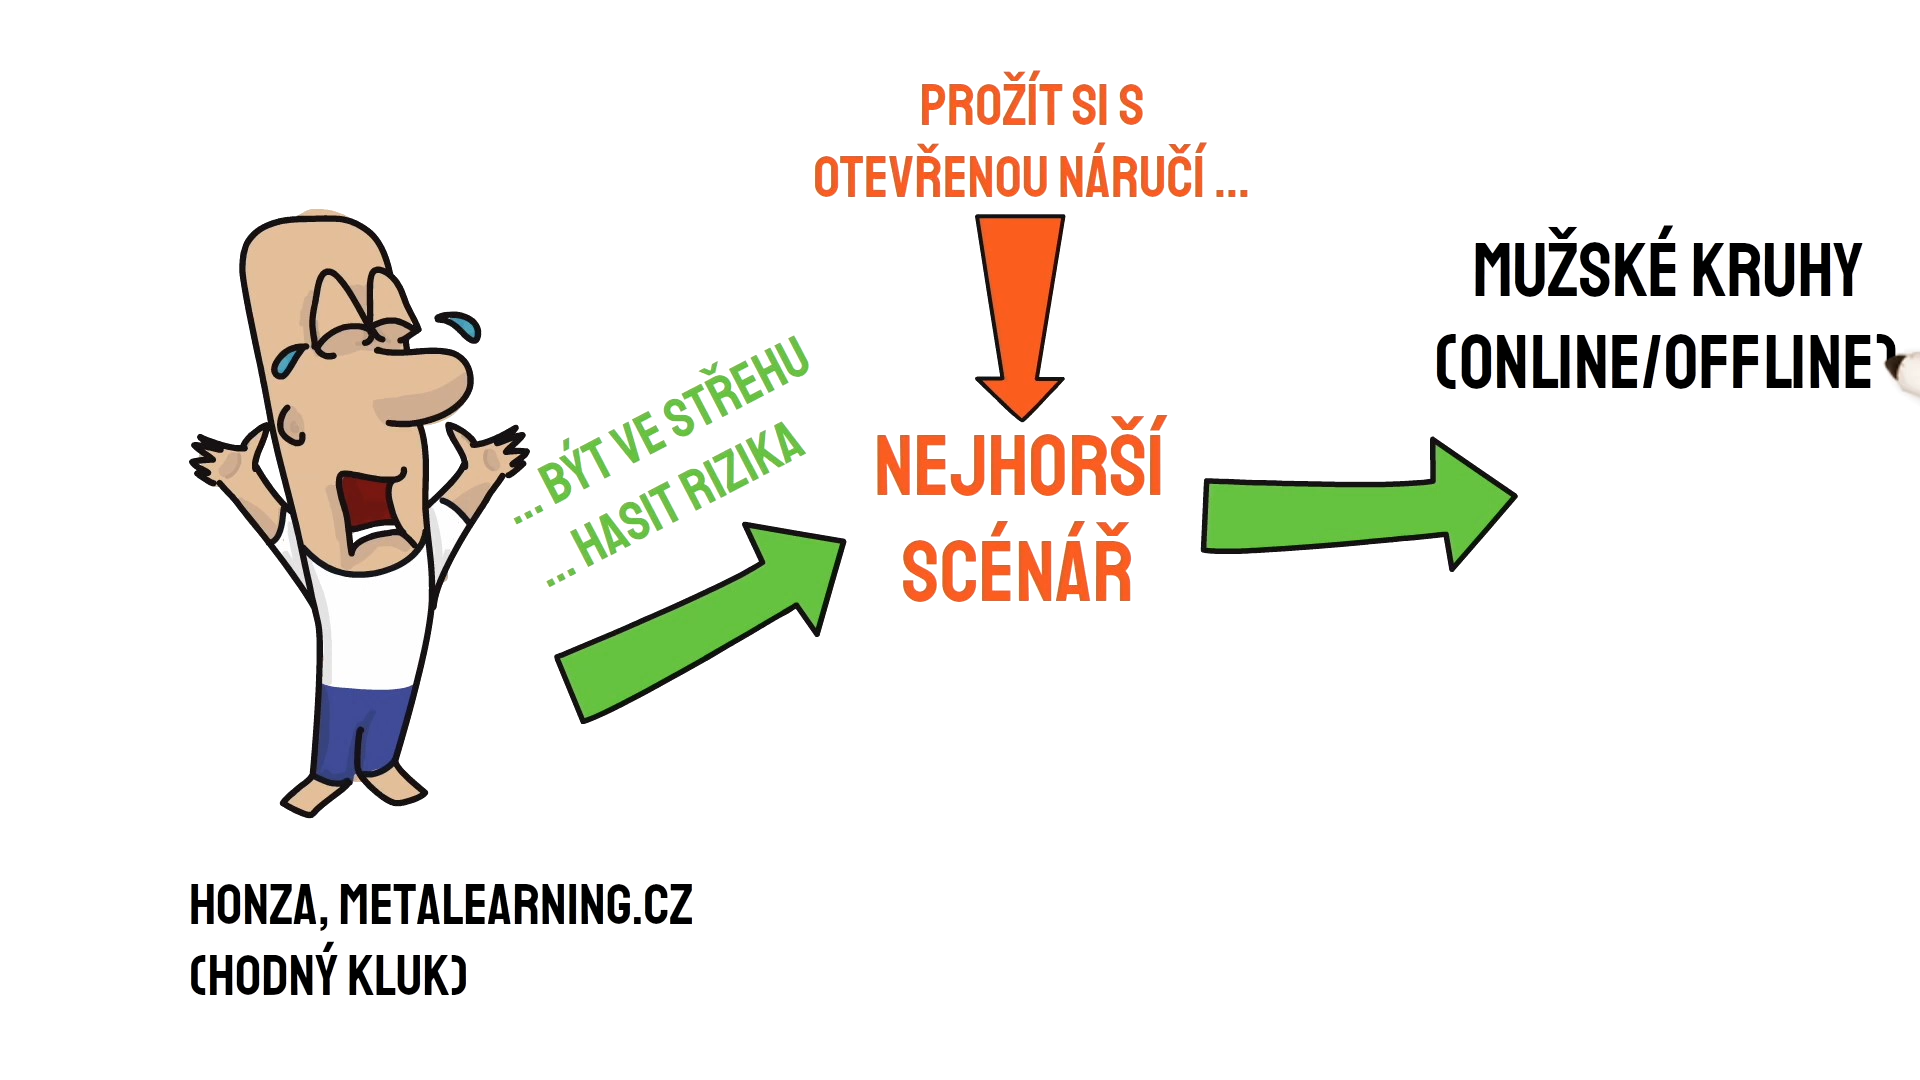 PROŽÍT SI S
OTEVŘENOU NÁRUČÍ ...
... BÝT VE STŘEHU
... HASIT RIZIKA
NEJHORŠÍ
SCÉNÁŘ
MUŽSKÉ KRUHY
(ONLINE/OFFLINE)
HONZA, METALEARNING.CZ
(HODNÝ KLUK)